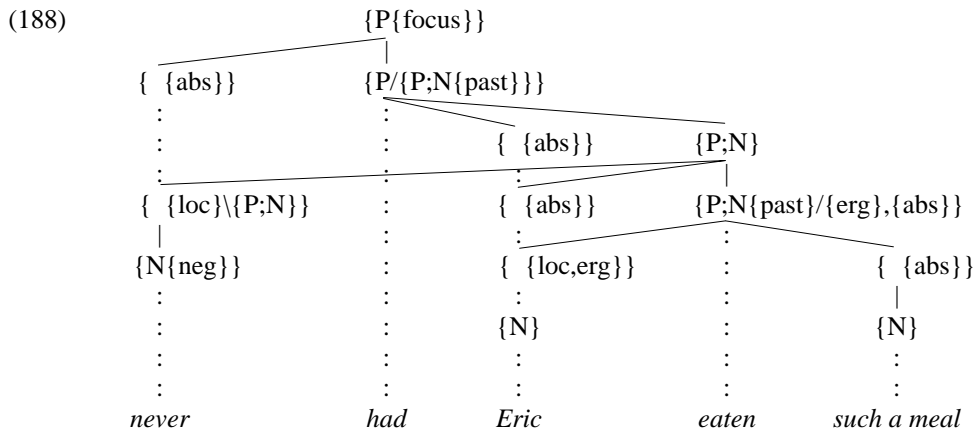 (188) {P{focus}}
{ {abs}} {P/{P;N{past}}}
: :
: : { {abs}} {P;N}
: : :
{ {loc}\{P;N}} : { {abs}} {P;N{past}/{erg},{abs}}
: : :
{N{neg}} : { {loc,erg}} : { {abs}}
: : : :
: : {N} : {N}
: : : : :
: : : : :
never had Eric eaten such a meal